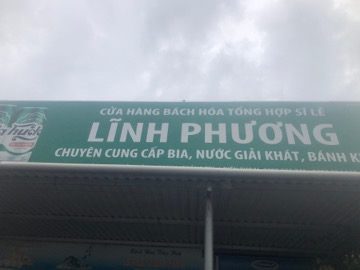 CỬA HÀNG BÁCH HÓA TỔNG HỢP SỈ LẺ
LĨNH PHƯƠNG
CHUYÊN CUNG CẤP BIA, NƯỚC GIẢI KHÁT, BÁNH K